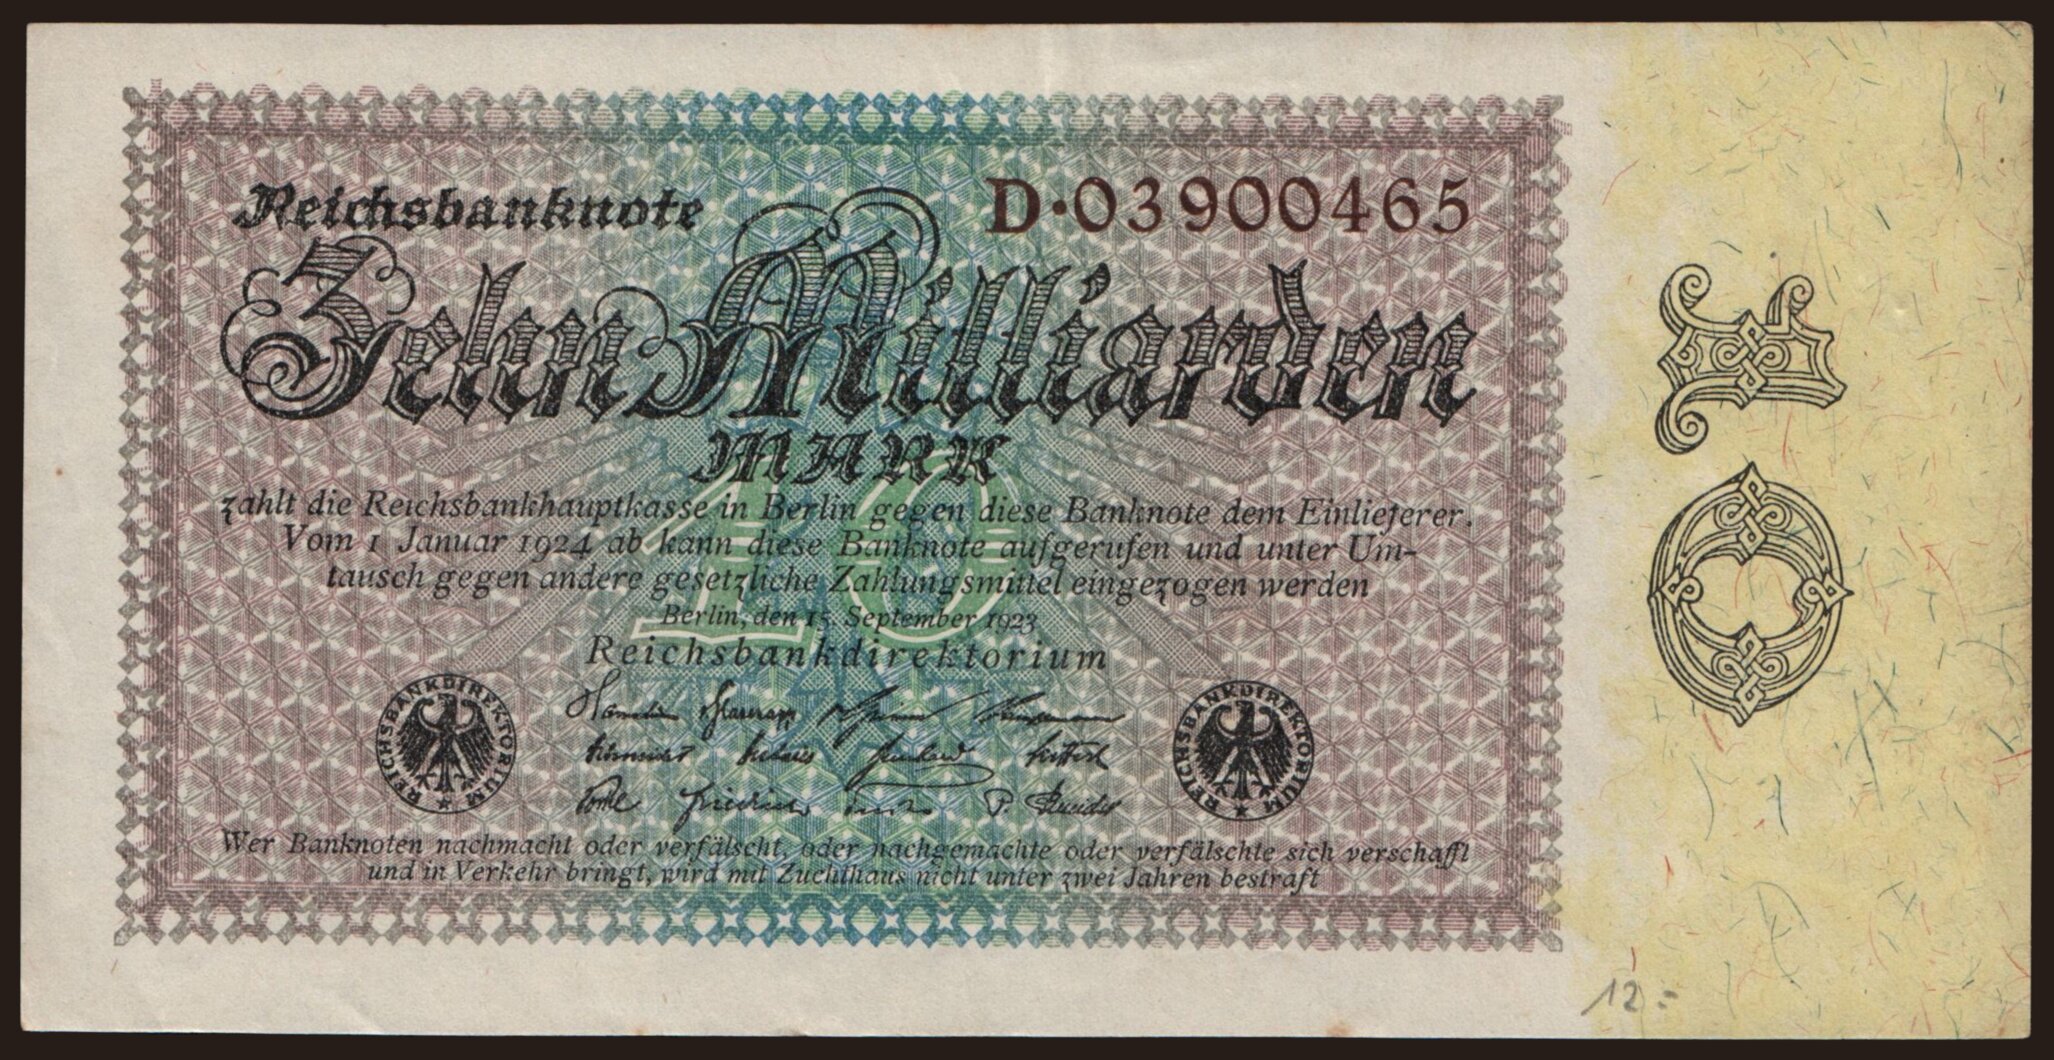 Reichsbanknote
D·03900465
Zehn Milliarden
MARK
10
zahlt die Reichsbankhauptkasse in Berlin gegen diese Banknote dem Einlieferer.
Vom 1 Januar 1924 ab kann diese Banknote aufgerufen und unter Um-
tausch gegen andere gesetzliche Zahlungsmittel eingezogen werden
Berlin, den 15. September 1923
Reichsbankdirektorium
REICHSBANKDIREKTORIUM
REICHSBANKDIREKTORIUM
Wer Banknoten nachmacht oder verfälscht, oder nachgemachte oder verfälschte sich verschafft
und in Verkehr bringt, wird mit Zuchthaus nicht unter zwei Jahren bestraft
10
12.-